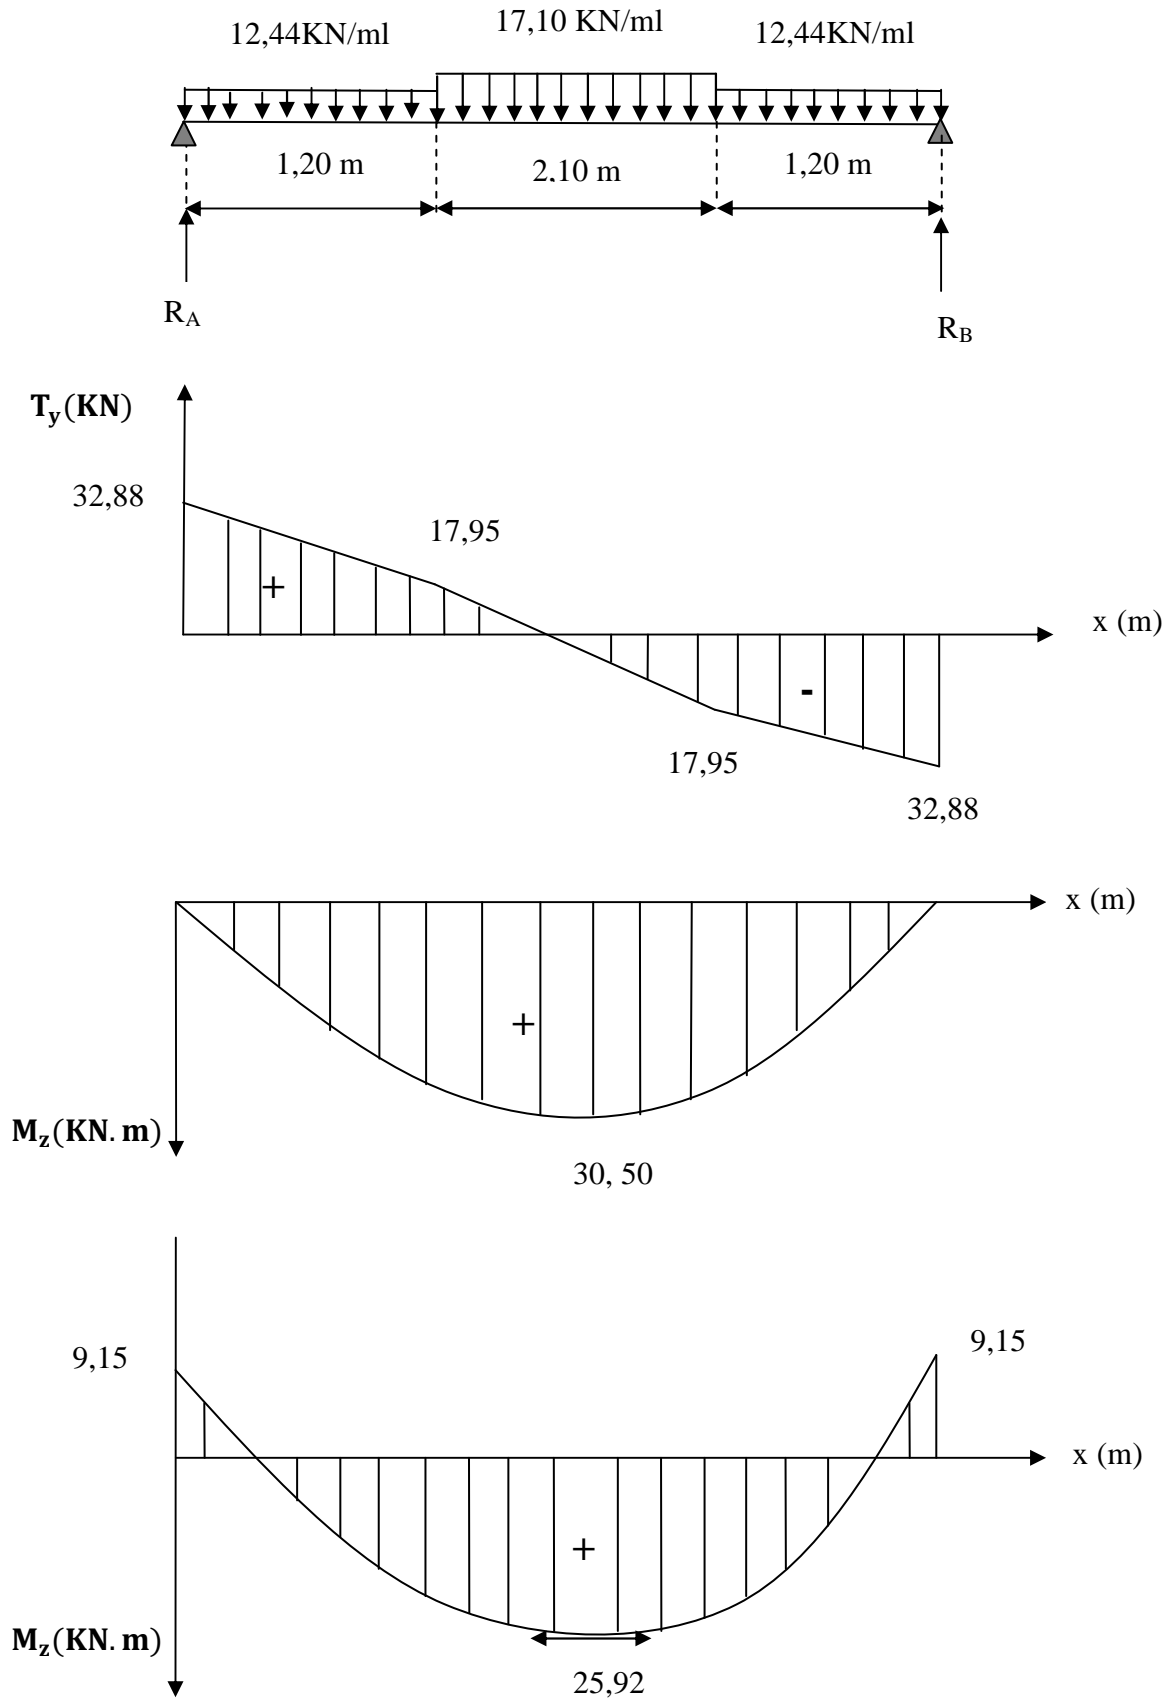 12,44KN/ml 17,10 KN/ml 12,44KN/ml
1,20 m 2,10 m 1,20 m
R_A R_B
T_y(KN)
32,88
17,95
+
x (m)
-
17,95
32,88
x (m)
+
M_z(KN. m)
30, 50
9,15 9,15
x (m)
+
M_z(KN. m)
25,92